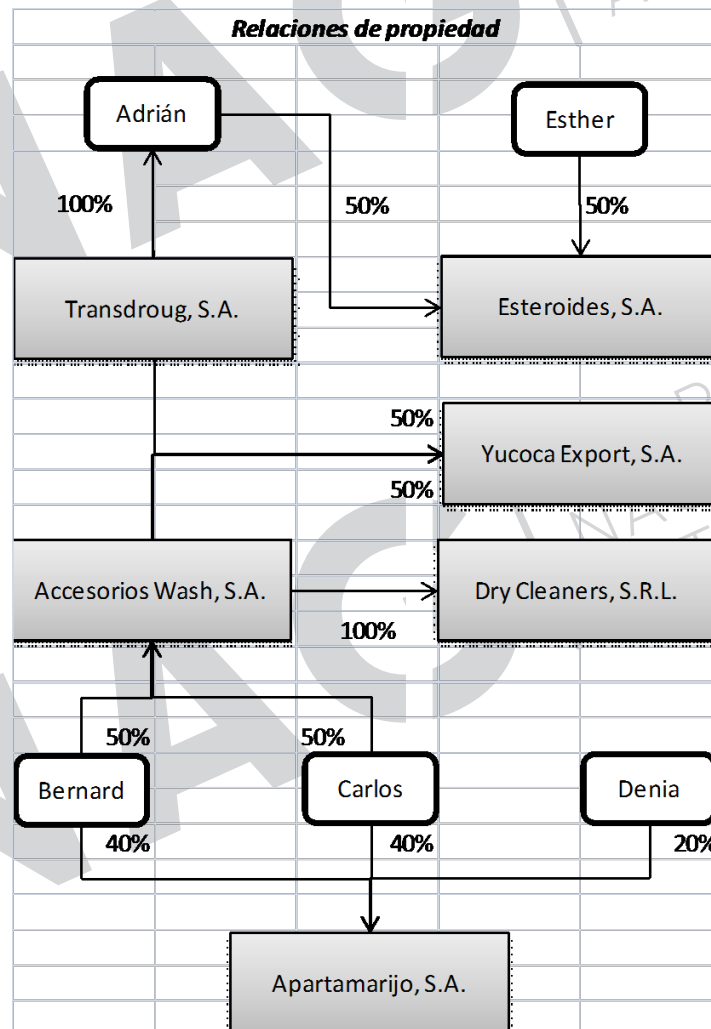 Relaciones de propiedad
Adrián
Esther
100%
50%
50%
Transdroug, S.A.
Esteroides, S.A.
50%
Yucoca Export, S.A.
50%
Accesorios Wash, S.A.
Dry Cleaners, S.R.L.
100%
50%
50%
Bernard
Carlos
Denia
40%
40%
20%
Apartamarijo, S.A.